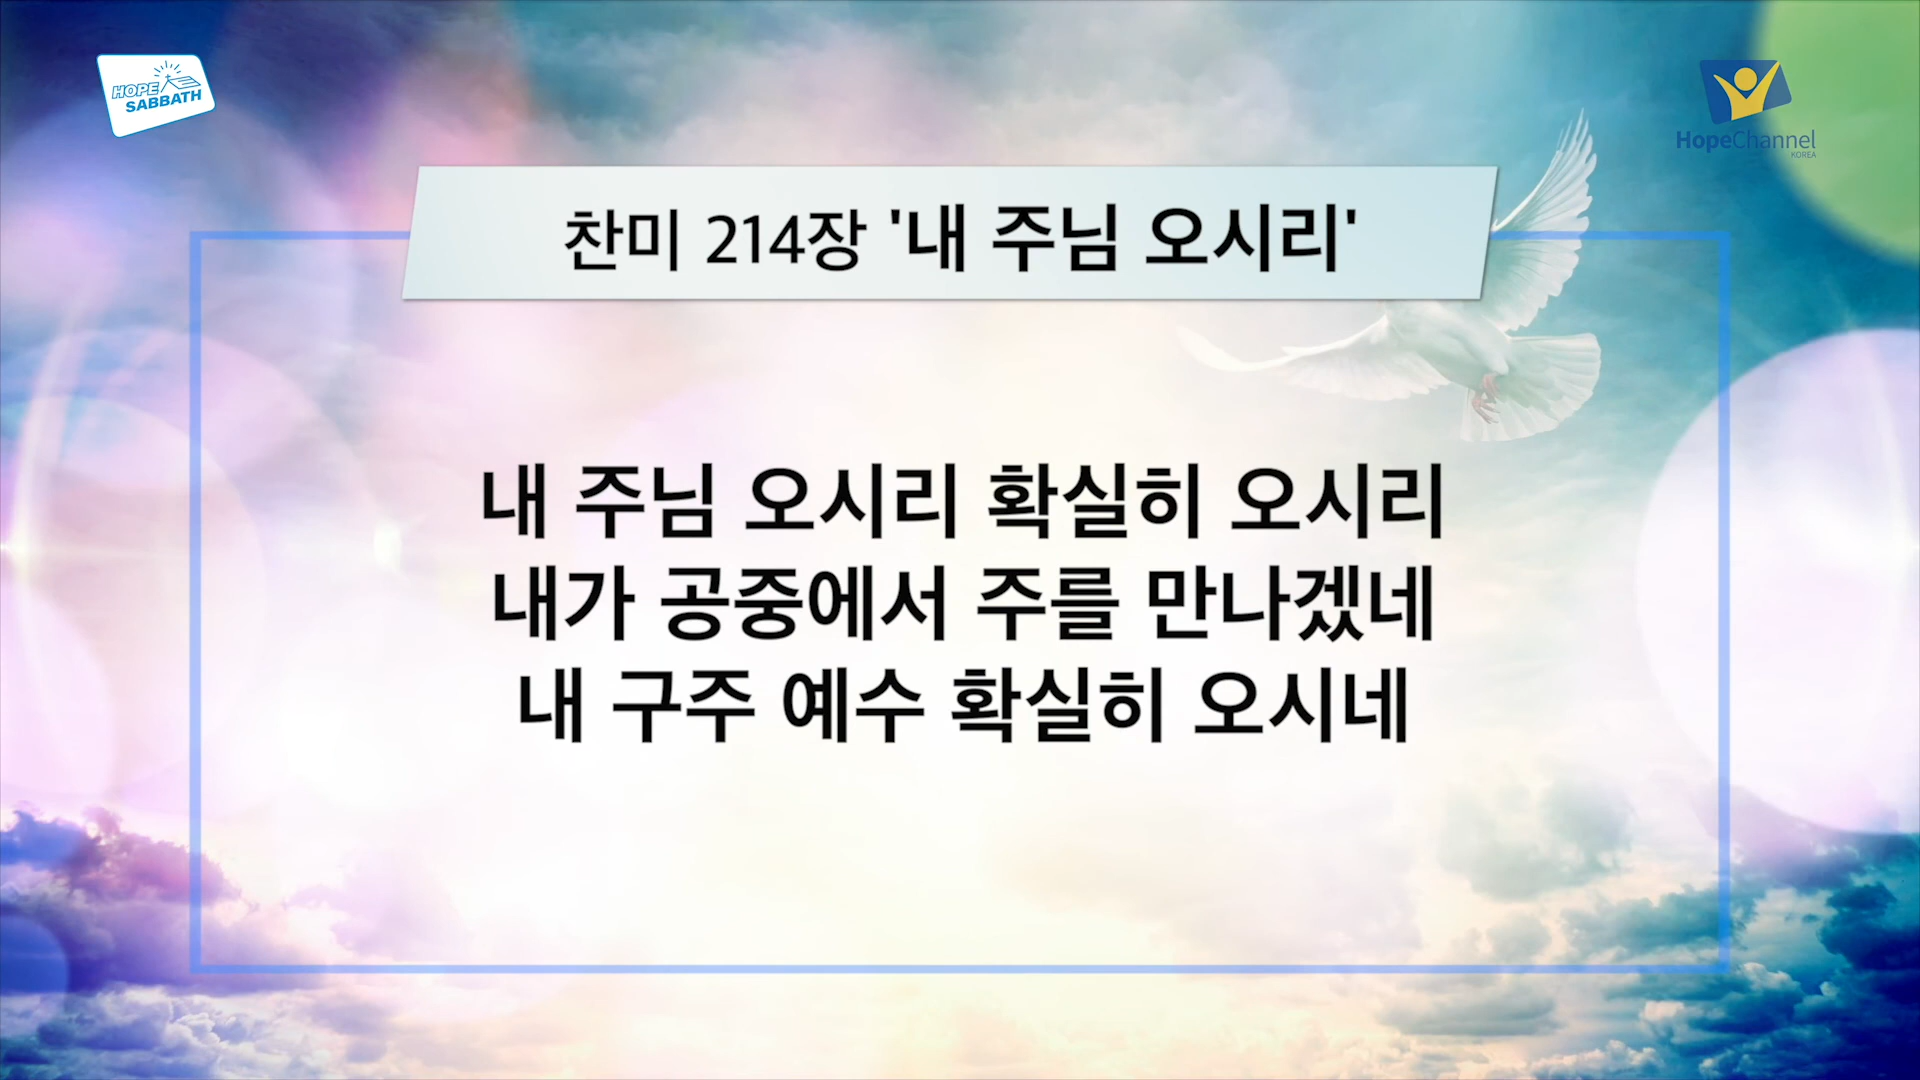 HOPE
SABBATH
HopeChannel
KOREA
찬미 214장 '내 주님 오시리'
내 주님 오시리 확실히 오시리
내가 공중에서 주를 만나겠네
내 구주 예수 확실히 오시네